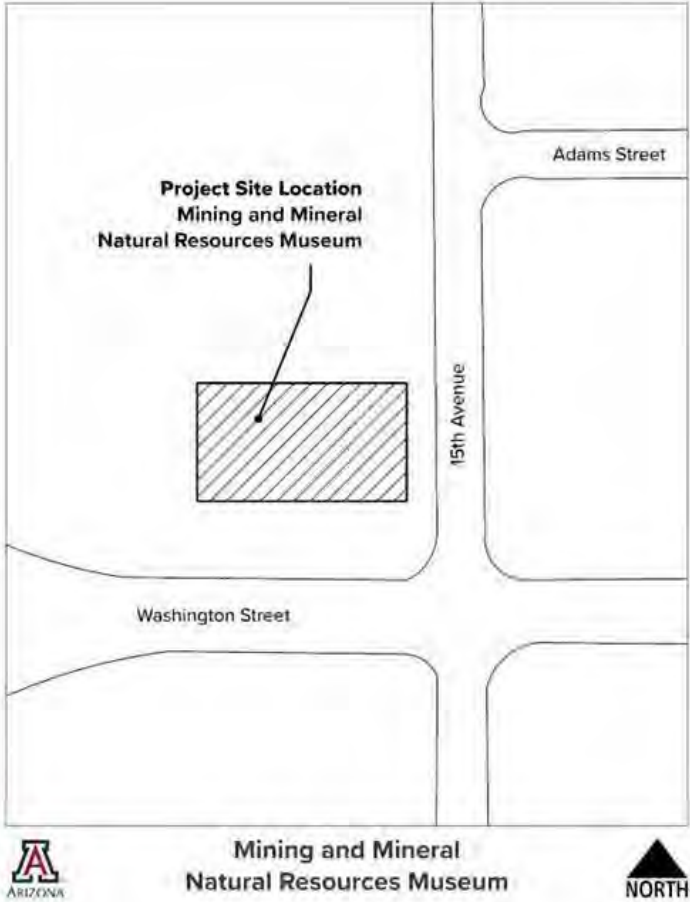 Adams Street
Project Site Location
Mining and Mineral
Natural Resources Museum
15th Avenue
Washington Street
A
ARIZONA
Mining and Mineral
Natural Resources Museum
NORTH